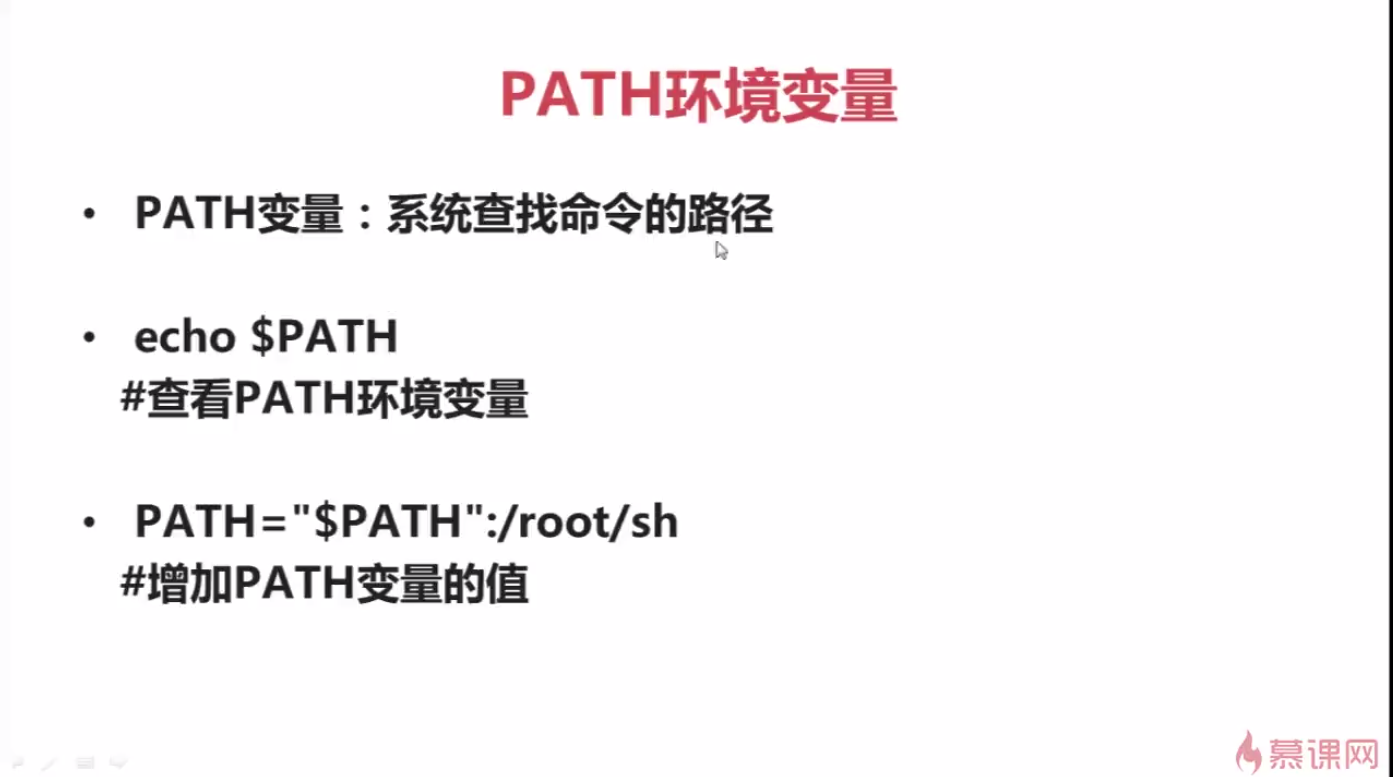 PATH环境变量
• PATH变量：系统查找命令的路径
• echo $PATH
#查看PATH环境变量
• PATH="$PATH":/root/sh
#增加PATH变量的值
慕课网